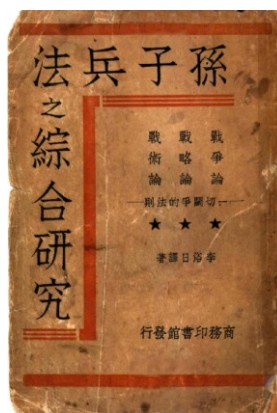 孫子兵法之綜合研究
戰爭論
戰略論
戰術論
一切鬪爭的法則
★★★
李浴日譯著
商務印書館發行